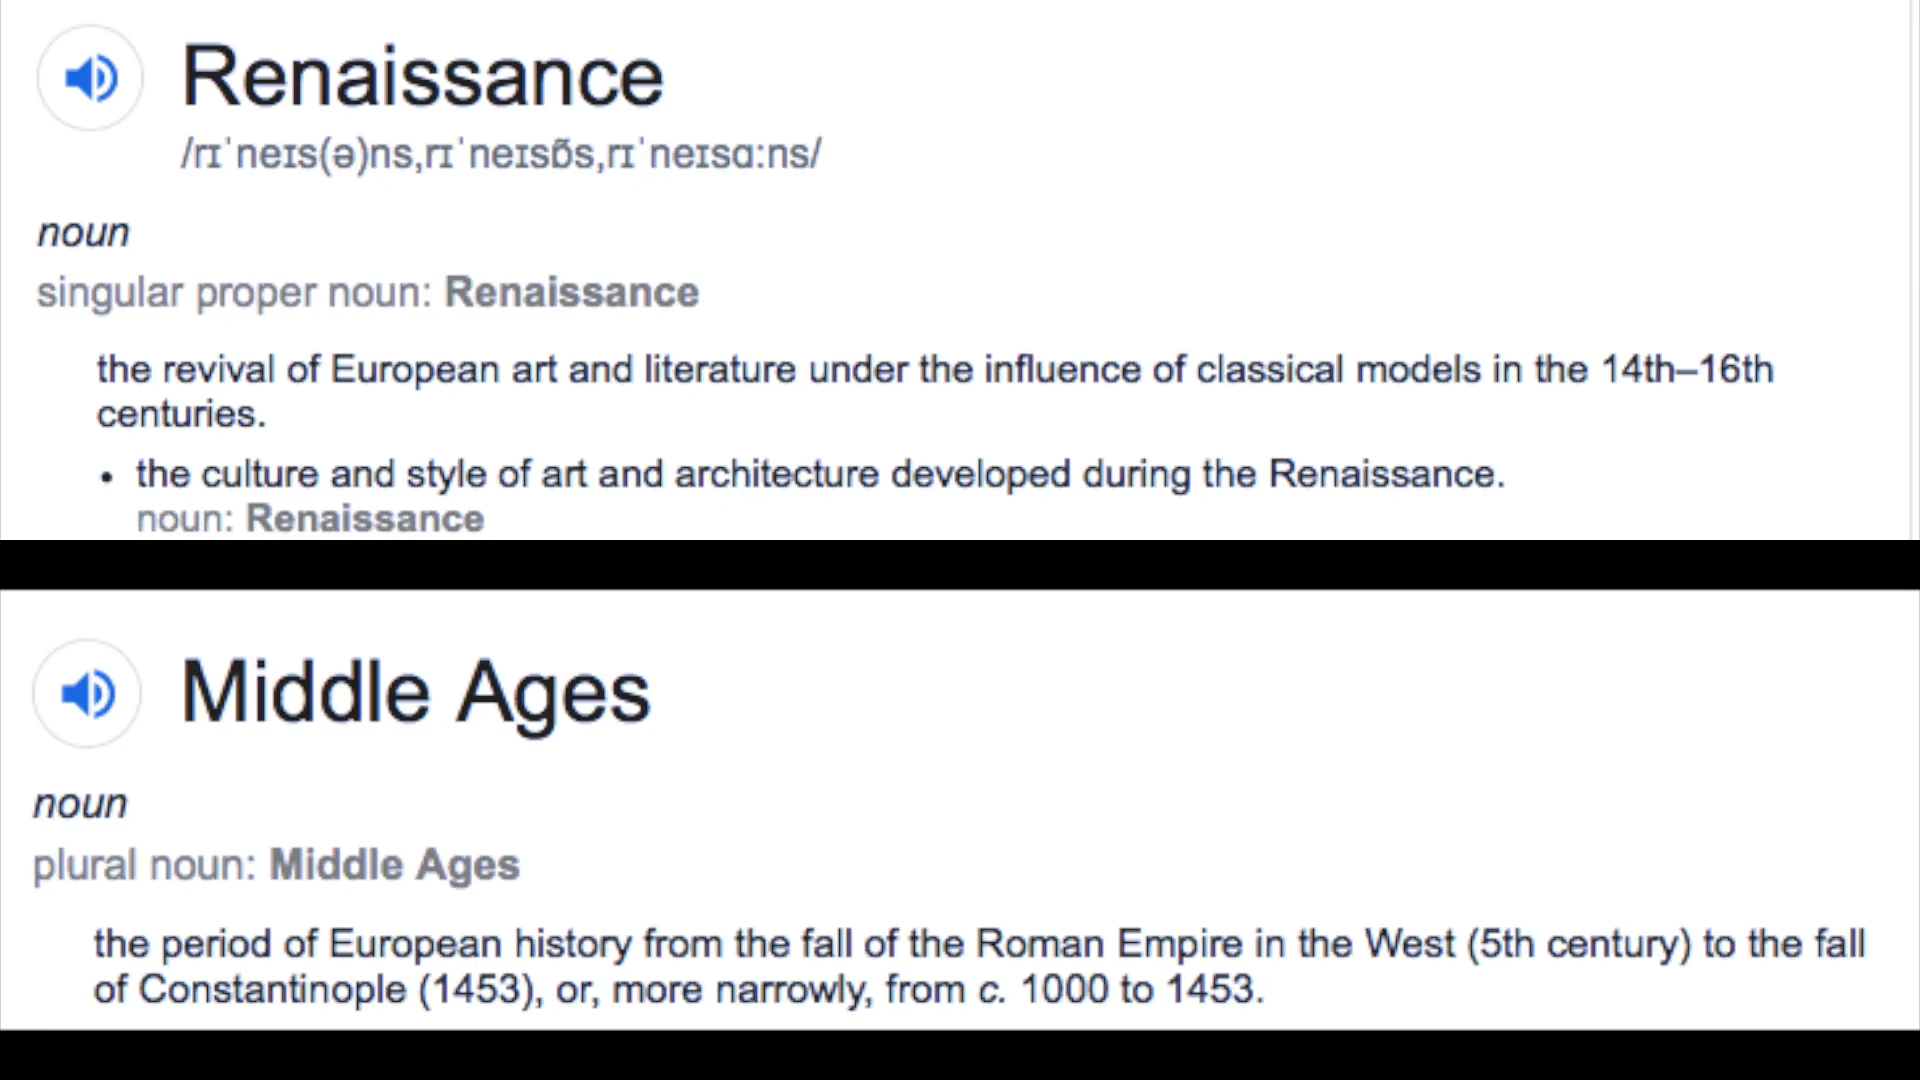 Renaissance
/rɪˈneɪs(ə)ns,rɪˈneɪsɒ̃s,rɪˈneɪsɑːns/
noun
singular proper noun: Renaissance
the revival of European art and literature under the influence of classical models in the 14th–16th
centuries.
• the culture and style of art and architecture developed during the Renaissance.
noun: Renaissance
Middle Ages
noun
plural noun: Middle Ages
the period of European history from the fall of the Roman Empire in the West (5th century) to the fall
of Constantinople (1453), or, more narrowly, from c. 1000 to 1453.